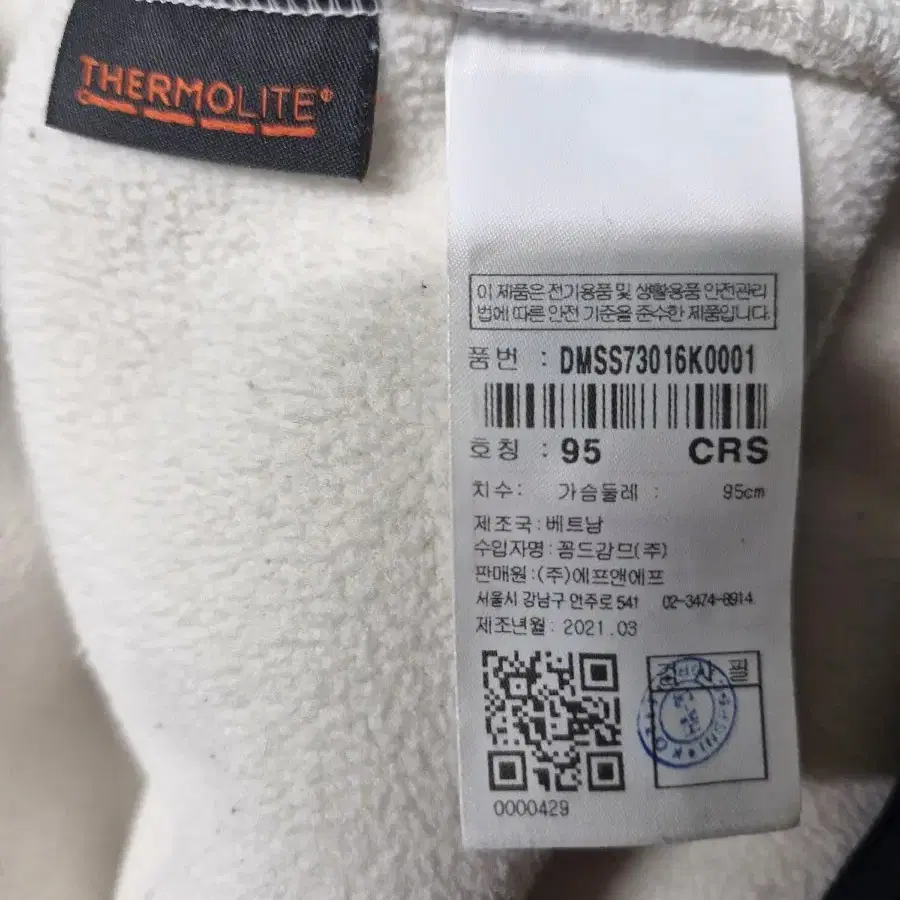 THERMOLITE®
이 제품은 전기용품 및 생활용품 안전관리
법에 따른 안전 기준을 준수한 제품입니다.
품번 : DMSS73016K0001
호칭 : 95 CRS
치수: 가슴둘레 : 95cm
제조국: 베트남
수입자명: 꽁드감므(주)
판매원: (주)에프앤에프
서울시 강남구 언주로 541 02-3474-8914
제조년월: 2021.03
0000429